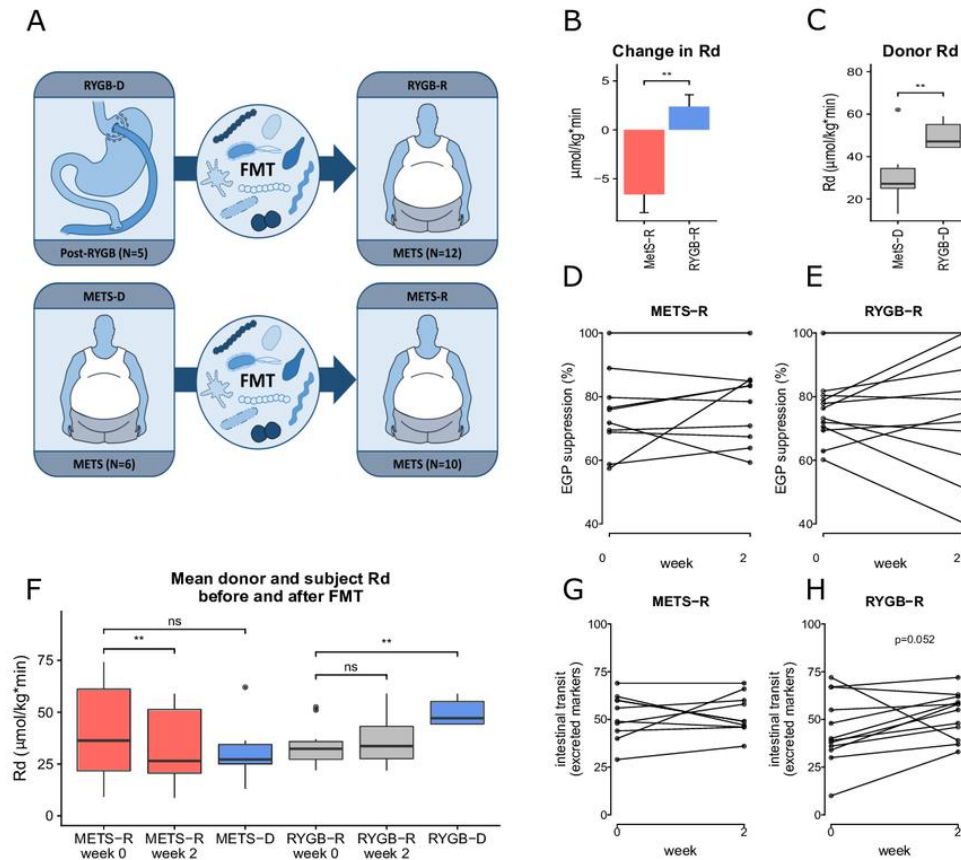 A
RYGB-D
FMT
RYGB-R
Post-RYGB (N=5)
METS (N=12)
METS-D
FMT
METS-R
METS (N=6)
METS (N=10)
B
Change in Rd
**
µmol/kg*min
5
0
−5
MetS-R
RYGB-R
C
Donor Rd
**
Rd (µmol/kg*min)
80
60
40
20
MetS-D
RYGB-D
D
METS−R
EGP suppression (%)
100
80
60
40
0
2
week
E
RYGB−R
EGP suppression (%)
100
80
60
40
0
2
week
F
Mean donor and subject Rd
before and after FMT
ns
**
**
ns
Rd (µmol/kg*min)
75
50
25
0
METS−R
week 0
METS−R
week 2
METS−D
RYGB−R
week 0
RYGB−R
week 2
RYGB−D
G
METS−R
intestinal transit
(excreted markers)
100
75
50
25
0
0
2
week
H
RYGB−R
p=0.052
intestinal transit
(excreted markers)
100
75
50
25
0
0
2
week